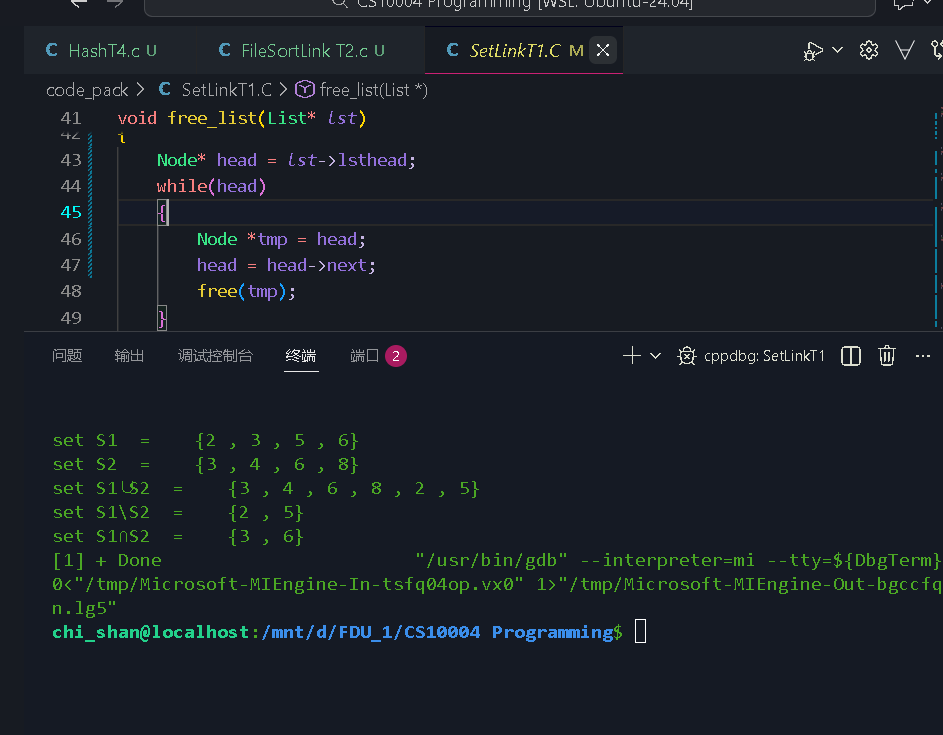 CS10004 Programming [WSL: Ubuntu-24.04]
C HashT4.c U C FileSortLink T2.c U C SetLinkT1.C M
code_pack > C SetLinkT1.C > free_list(List *)
41 void free_list(List* lst)
42 {
43 Node* head = lst->lsthead;
44 while(head)
45 {
46 Node *tmp = head;
47 head = head->next;
48 free(tmp);
49 }
问题 输出 调试控制台 终端 端口 2 cppdbg: SetLinkT1
set S1 = {2 , 3 , 5 , 6}
set S2 = {3 , 4 , 6 , 8}
set S1∪S2 = {3 , 4 , 6 , 8 , 2 , 5}
set S1\S2 = {2 , 5}
set S1∩S2 = {3 , 6}
[1] + Done "/usr/bin/gdb" --interpreter=mi --tty=${DbgTerm}
0<"/tmp/Microsoft-MIEngine-In-tsfq04op.vx0" 1>"/tmp/Microsoft-MIEngine-Out-bgccfq
n.lg5"
chi_shan@localhost:/mnt/d/FDU_1/CS10004 Programming$